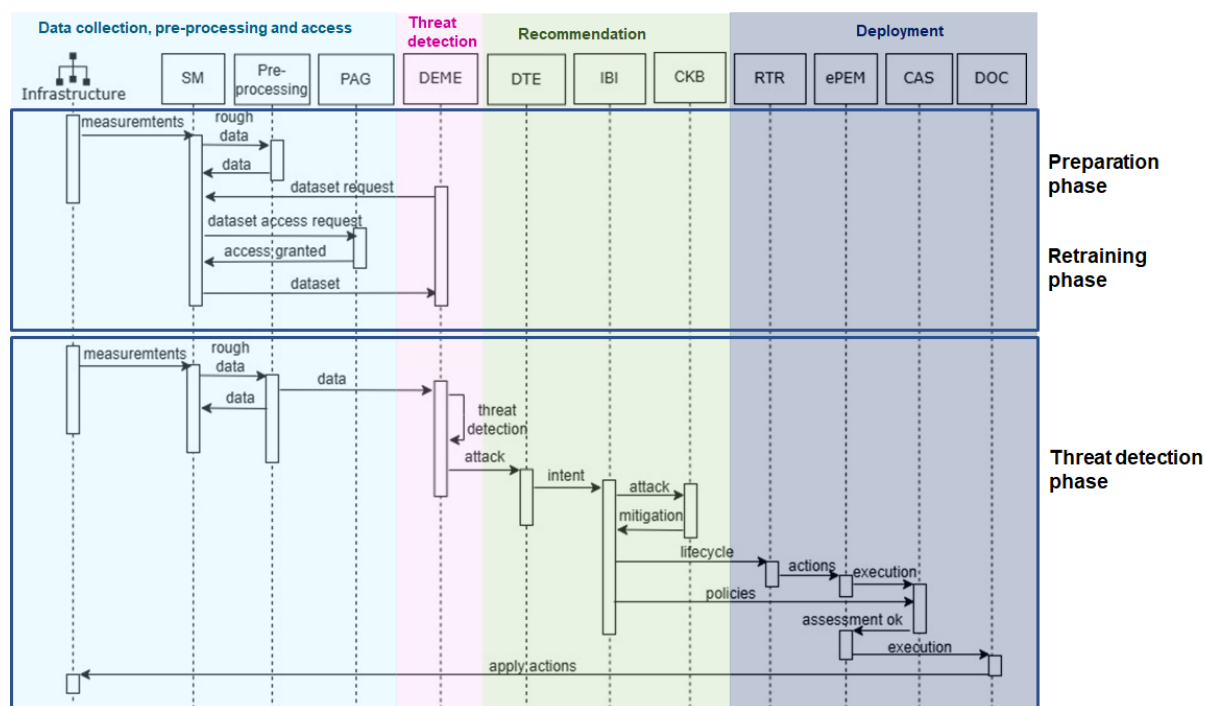 Data collection, pre-processing and access
Threat
detection
Recommendation
Deployment
Infrastructure
SM
Pre-
processing
PAG
DEME
DTE
IBI
CKB
RTR
ePEM
CAS
DOC
measuremtents
rough
data
data
dataset request
dataset access request
access granted
dataset
Preparation
phase
Retraining
phase
measuremtents
rough
data
data
data
threat
detection
attack
intent
attack
mitigation
lifecycle
actions
execution
policies
assessment ok
execution
apply actions
Threat detection
phase